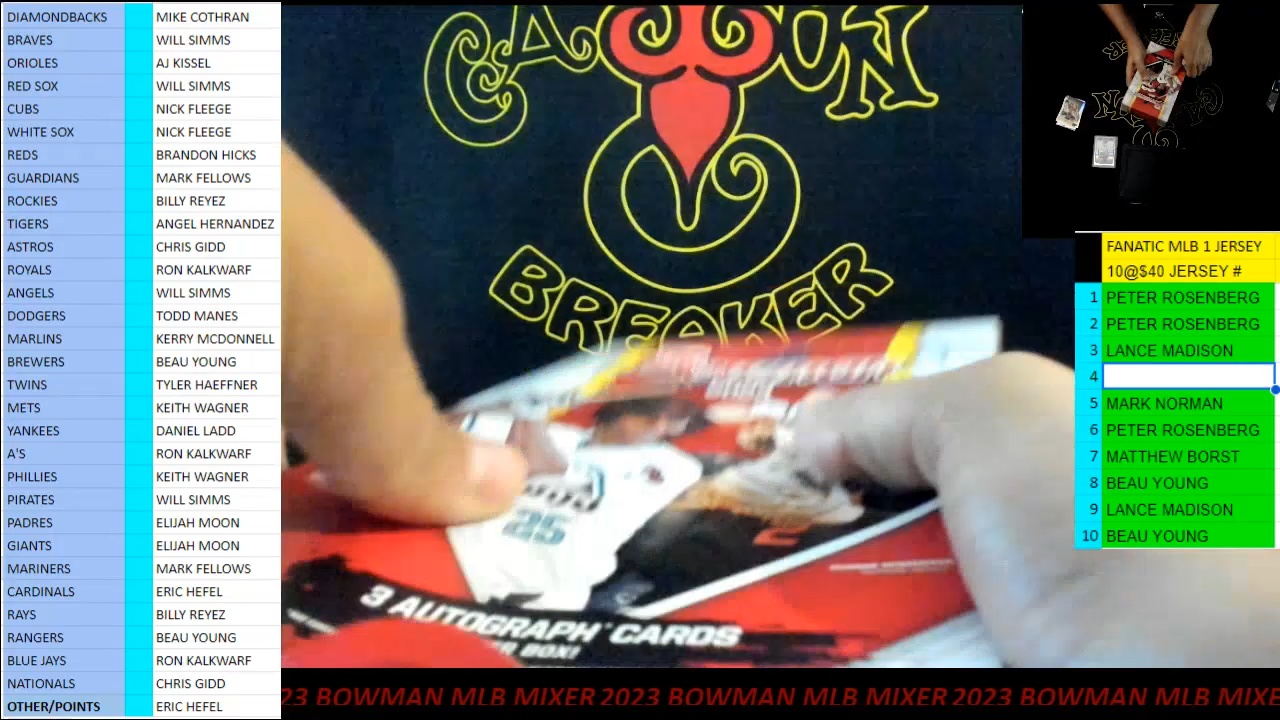 DIAMONDBACKS MIKE COTHRAN
BRAVES WILL SIMMS
ORIOLES AJ KISSEL
RED SOX WILL SIMMS
CUBS NICK FLEEGE
WHITE SOX NICK FLEEGE
REDS BRANDON HICKS
GUARDIANS MARK FELLOWS
ROCKIES BILLY REYEZ
TIGERS ANGEL HERNANDEZ
ASTROS CHRIS GIDD
ROYALS RON KALKWARF
ANGELS WILL SIMMS
DODGERS TODD MANES
MARLINS KERRY MCDONNELL
BREWERS BEAU YOUNG
TWINS TYLER HAEFFNER
METS KEITH WAGNER
YANKEES DANIEL LADD
A'S RON KALKWARF
PHILLIES KEITH WAGNER
PIRATES WILL SIMMS
PADRES ELIJAH MOON
GIANTS ELIJAH MOON
MARINERS MARK FELLOWS
CARDINALS ERIC HEFEL
RAYS BILLY REYEZ
RANGERS BEAU YOUNG
BLUE JAYS RON KALKWARF
NATIONALS CHRIS GIDD
OTHER/POINTS ERIC HEFEL
BREAKER
25
2
3 AUTOGRAPH CARDS
BOX!
FANATIC MLB 1 JERSEY
10@$40 JERSEY #
1 PETER ROSENBERG
2 PETER ROSENBERG
3 LANCE MADISON
4
5 MARK NORMAN
6 PETER ROSENBERG
7 MATTHEW BORST
8 BEAU YOUNG
9 LANCE MADISON
10 BEAU YOUNG
23 BOWMAN MLB MIXER 2023 BOWMAN MLB MIXER 2023 BOWMAN MLB MIXE